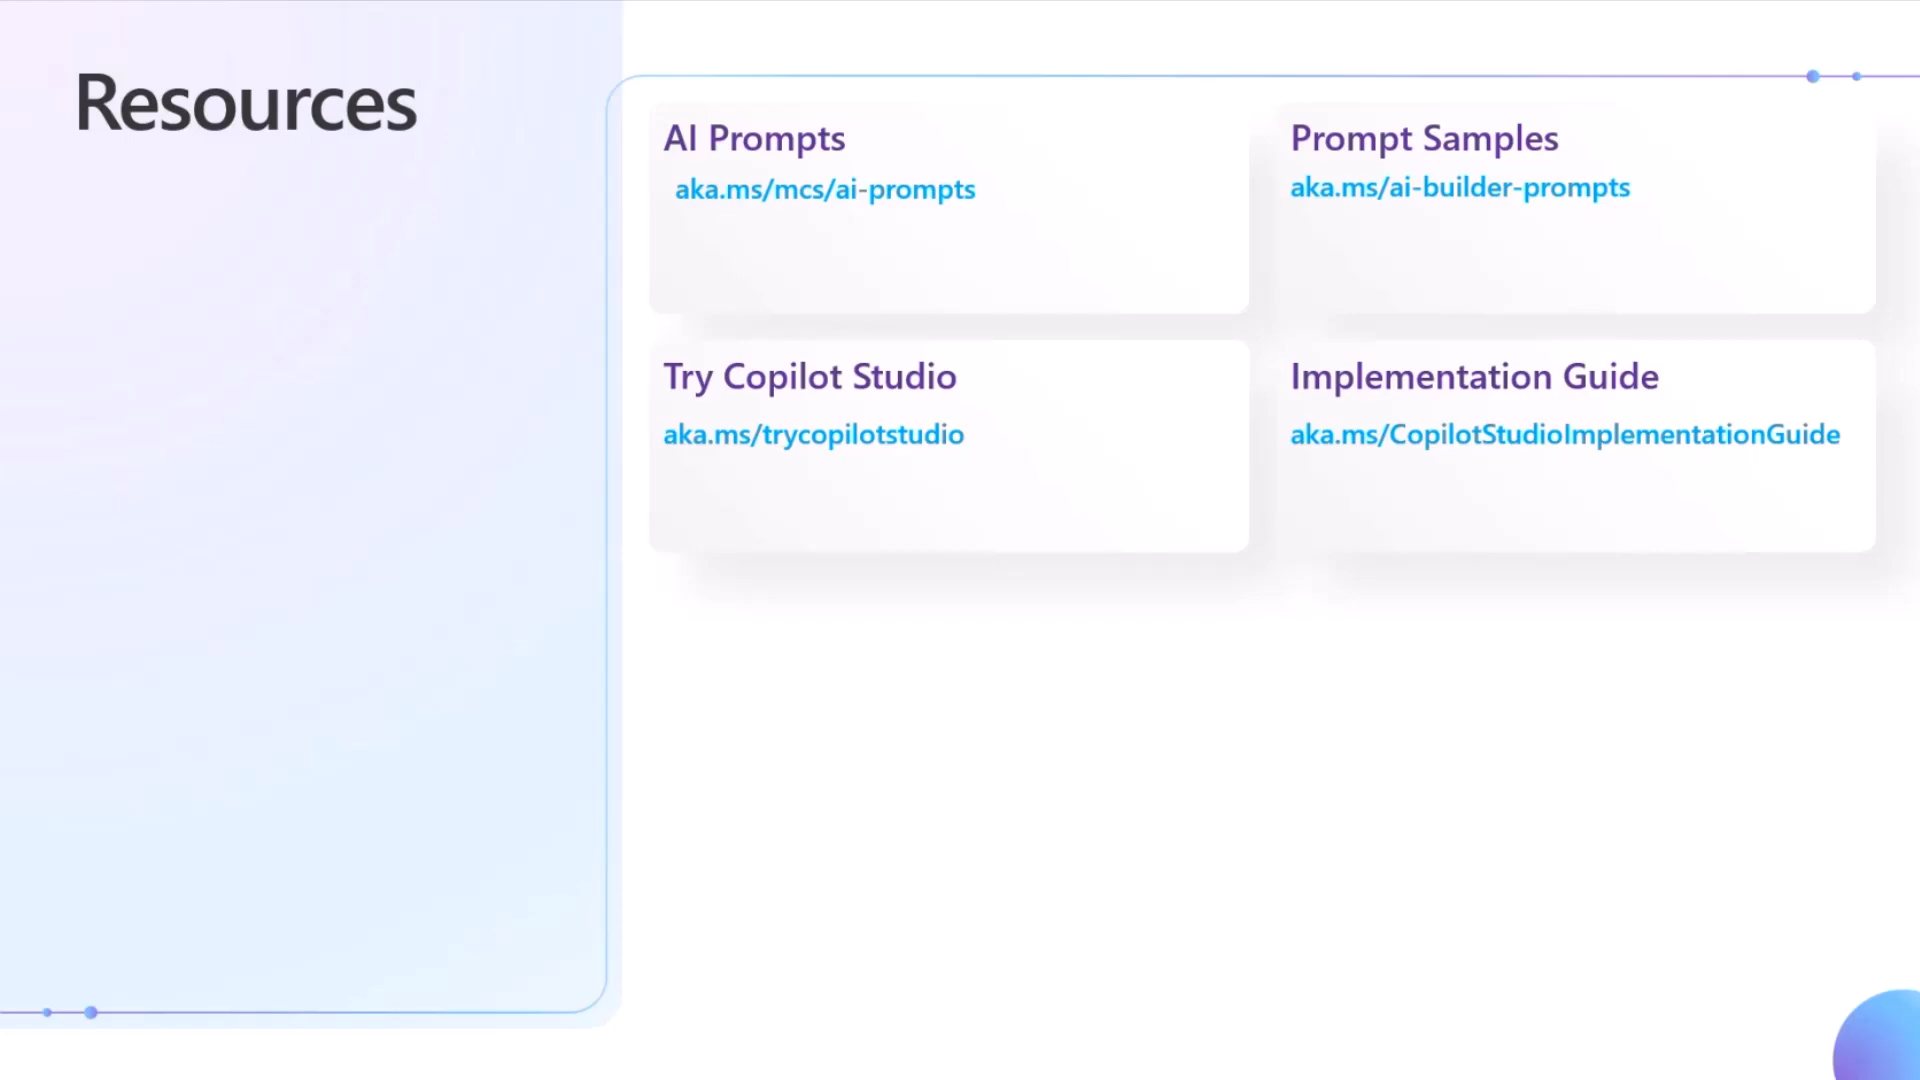 Resources
AI Prompts
aka.ms/mcs/ai-prompts
Prompt Samples
aka.ms/ai-builder-prompts
Try Copilot Studio
aka.ms/trycopilotstudio
Implementation Guide
aka.ms/CopilotStudioImplementationGuide